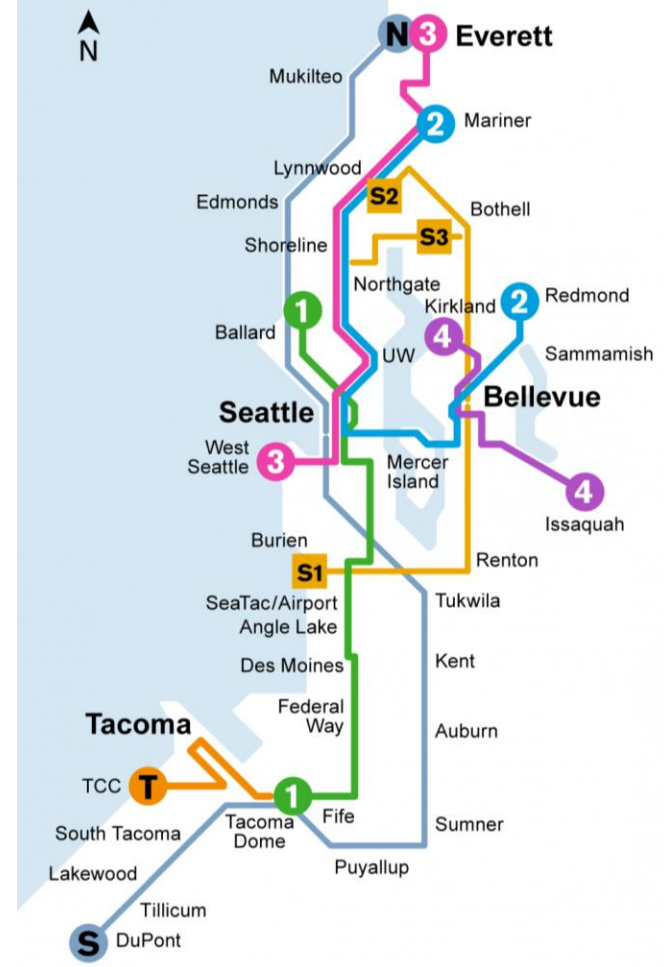 N
N
3
Everett
Mukilteo
2
Mariner
Lynnwood
S2
Edmonds
Bothell
S3
Shoreline
Northgate
Kirkland
2
Redmond
1
Ballard
4
UW
Sammamish
Seattle
Bellevue
West
Seattle
3
Mercer
Island
4
Issaquah
Burien
S1
Renton
SeaTac/Airport
Angle Lake
Tukwila
Des Moines
Kent
Federal
Way
Tacoma
Auburn
TCC
T
1
Fife
South Tacoma
Tacoma
Dome
Sumner
Lakewood
Puyallup
Tillicum
S
DuPont